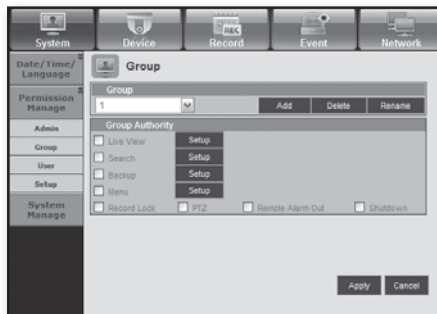 System Device Record Event Network
REC
Date/Time/
Language
Permission
Manage
Admin
Group
User
Setup
System
Manage
Group
Group
1
Add Delete Rename
Group Authority
Live View Setup
Search Setup
Backup Setup
Menu Setup
Record Lock PTZ Remote Alarm Out Shutdown
Apply Cancel